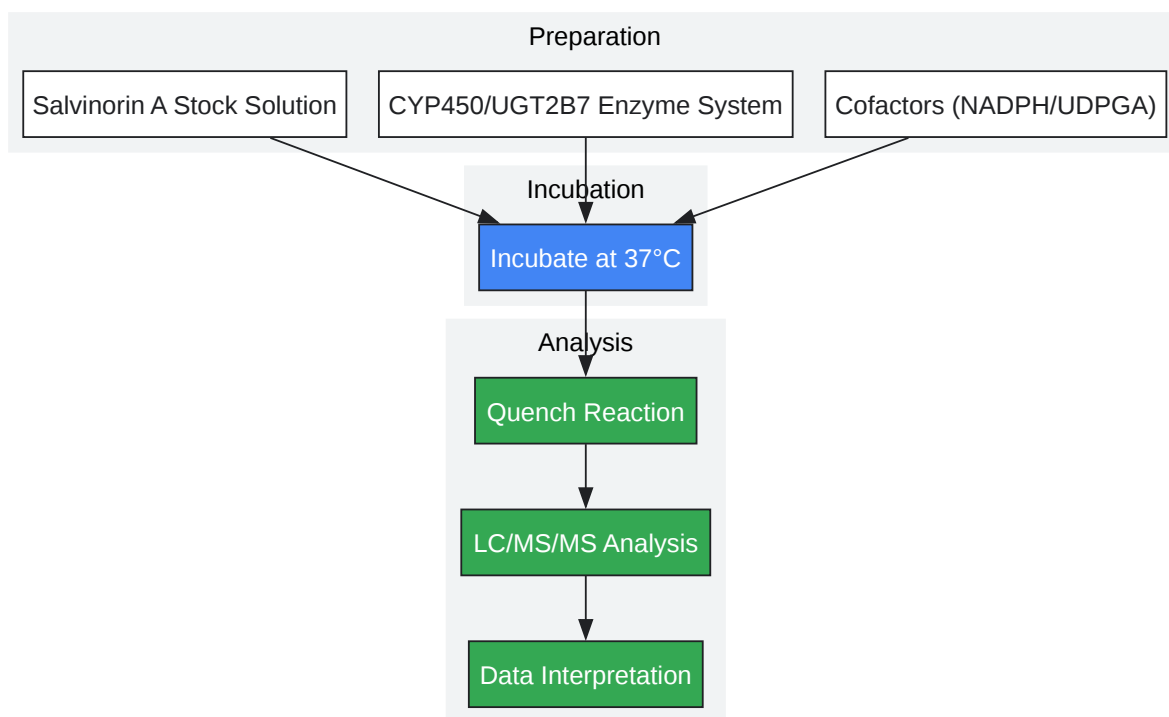 Preparation
Salvinorin A Stock Solution
CYP450/UGT2B7 Enzyme System
Cofactors (NADPH/UDPGA)
Incubation
Incubate at 37°C
Analysis
Quench Reaction
LC/MS/MS Analysis
Data Interpretation